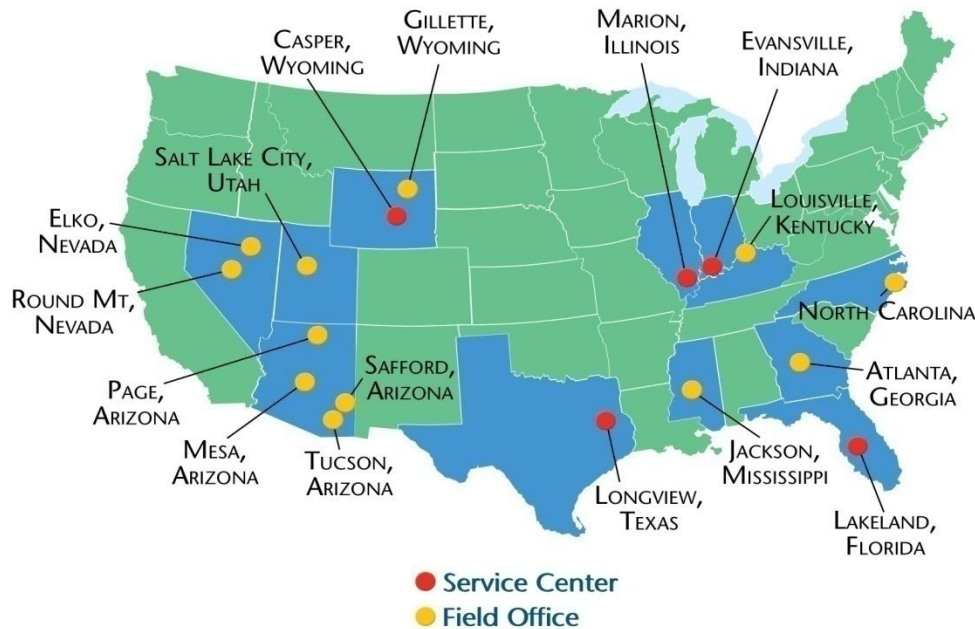 Gillette,
Wyoming
Casper,
Wyoming
Marion,
Illinois
Evansville,
Indiana
Salt Lake City,
Utah
Louisville,
Kentucky
Elko,
Nevada
Round Mt,
Nevada
North Carolina
Page,
Arizona
Safford,
Arizona
Atlanta,
Georgia
Mesa,
Arizona
Tucson,
Arizona
Longview,
Texas
Jackson,
Mississippi
Lakeland,
Florida
Service Center
Field Office